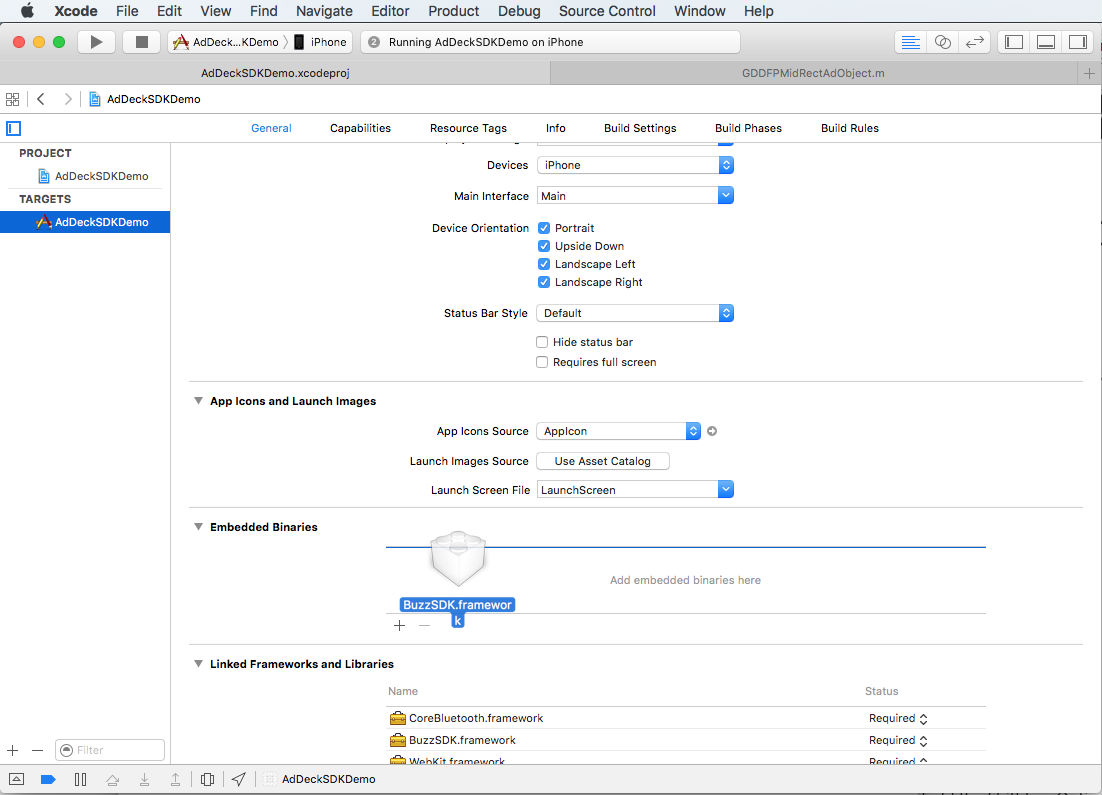 Xcode File Edit View Find Navigate Editor Product Debug Source Control Window Help
AdDeck...KDemo iPhone 2 Running AdDeckSDKDemo on iPhone
AdDeckSDKDemo.xcodeproj GDDFPMidRectAdObject.m
AdDeckSDKDemo
General Capabilities Resource Tags Info Build Settings Build Phases Build Rules
PROJECT
AdDeckSDKDemo
TARGETS
AdDeckSDKDemo
Devices iPhone
Main Interface Main
Device Orientation Portrait
Upside Down
Landscape Left
Landscape Right
Status Bar Style Default
Hide status bar
Requires full screen
App Icons and Launch Images
App Icons Source AppIcon
Launch Images Source Use Asset Catalog
Launch Screen File LaunchScreen
Embedded Binaries
Add embedded binaries here
BuzzSDK.framewor
k
Linked Frameworks and Libraries
Name Status
CoreBluetooth.framework Required
BuzzSDK.framework Required
WebKit.framework Required
Filter
AdDeckSDKDemo